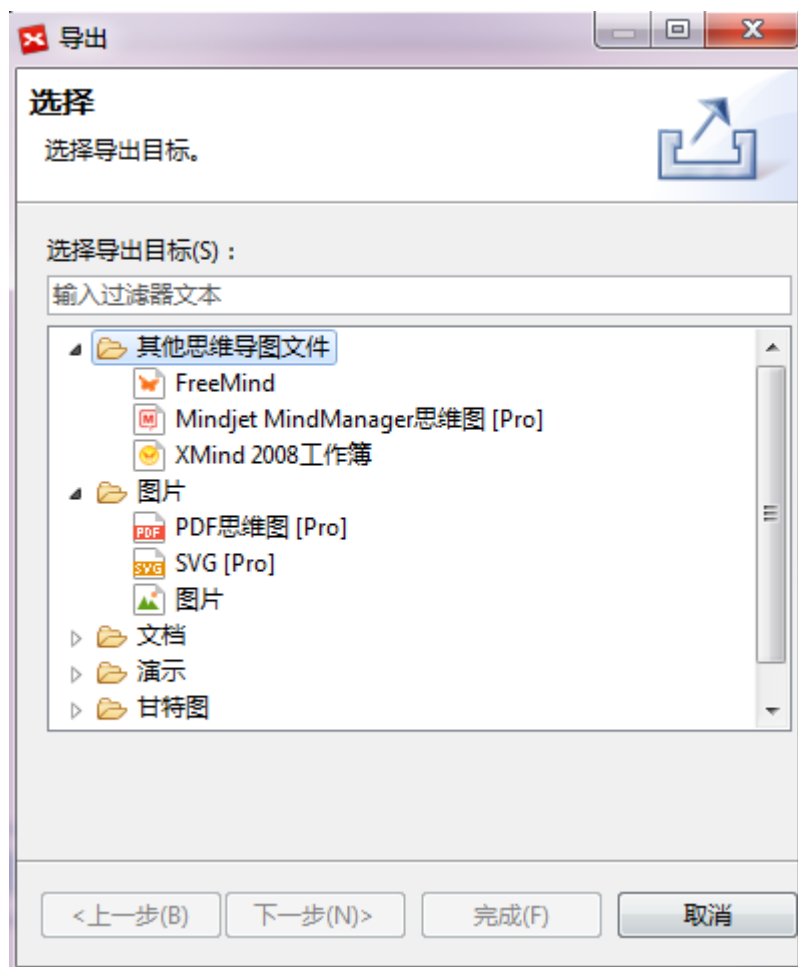 导出
选择
选择导出目标。
选择导出目标(S)：
输入过滤器文本
其他思维导图文件
FreeMind
Mindjet MindManager思维图 [Pro]
XMind 2008工作簿
图片
PDF思维图 [Pro]
SVG [Pro]
图片
文档
演示
甘特图
<上一步(B) 下一步(N)> 完成(F) 取消